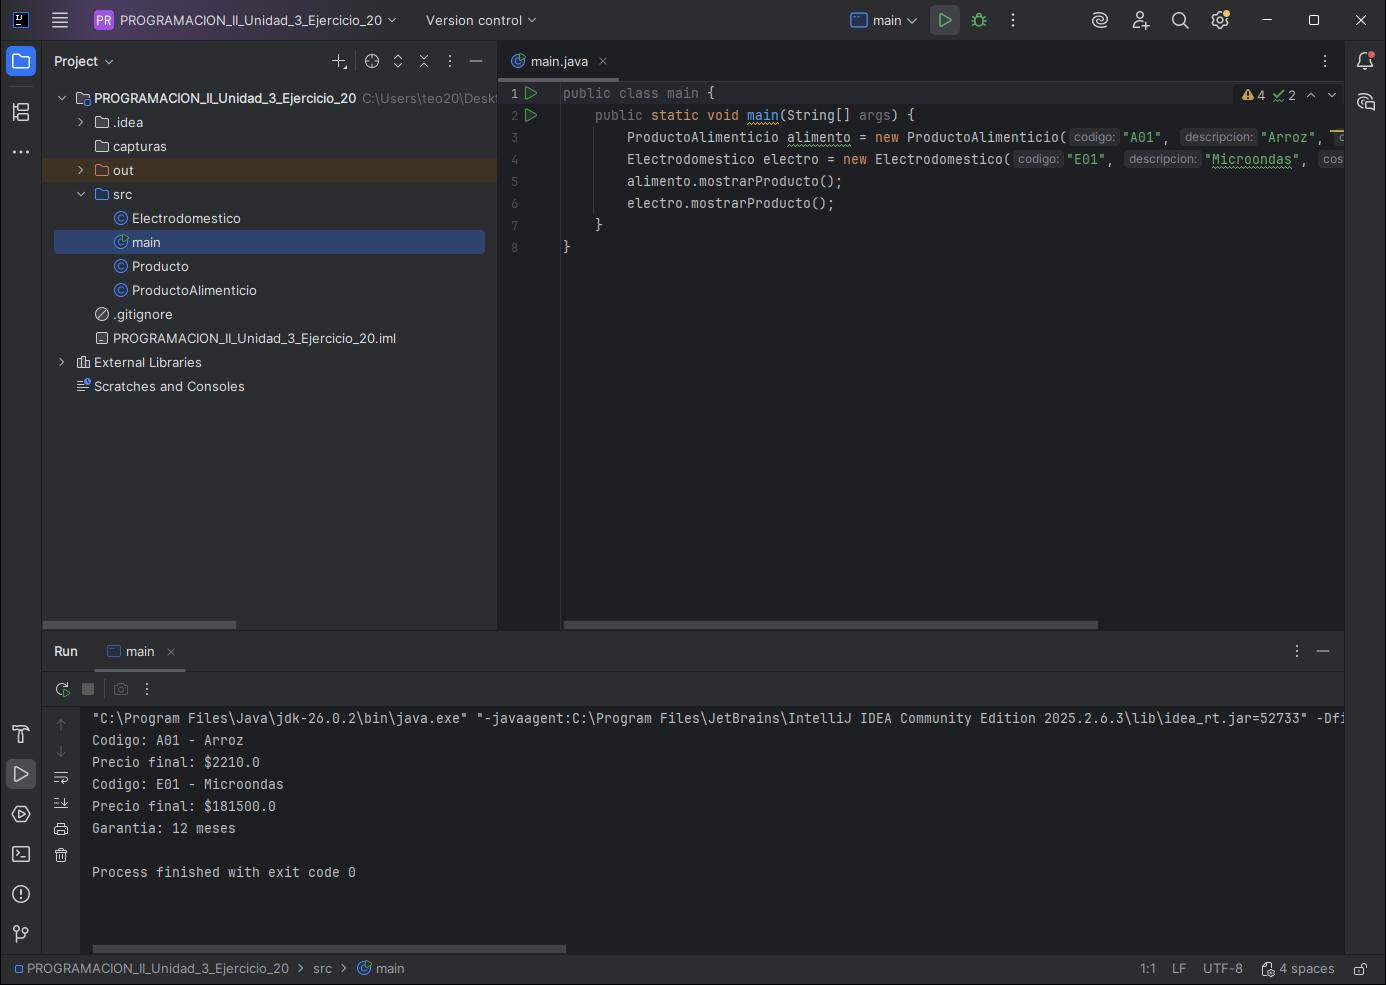 PR PROGRAMACION_II_Unidad_3_Ejercicio_20 Version control main
Project
main.java
PROGRAMACION_II_Unidad_3_Ejercicio_20 C:\Users\teo20\Deskt
.idea
capturas
out
src
Electrodomestico
main
Producto
ProductoAlimenticio
.gitignore
PROGRAMACION_II_Unidad_3_Ejercicio_20.iml
External Libraries
Scratches and Consoles
4 2
1 public class main {
2 public static void main(String[] args) {
3 ProductoAlimenticio alimento = new ProductoAlimenticio( codigo: "A01", descripcion: "Arroz", c
4 Electrodomestico electro = new Electrodomestico( codigo: "E01", descripcion: "Microondas", cos
5 alimento.mostrarProducto();
6 electro.mostrarProducto();
7 }
8 }
Run main
"C:\Program Files\Java\jdk-26.0.2\bin\java.exe" "-javaagent:C:\Program Files\JetBrains\IntelliJ IDEA Community Edition 2025.2.6.3\lib\idea_rt.jar=52733" -Dfi
Codigo: A01 - Arroz
Precio final: $2210.0
Codigo: E01 - Microondas
Precio final: $181500.0
Garantia: 12 meses
Process finished with exit code 0
PROGRAMACION_II_Unidad_3_Ejercicio_20 > src > main 1:1 LF UTF-8 4 spaces